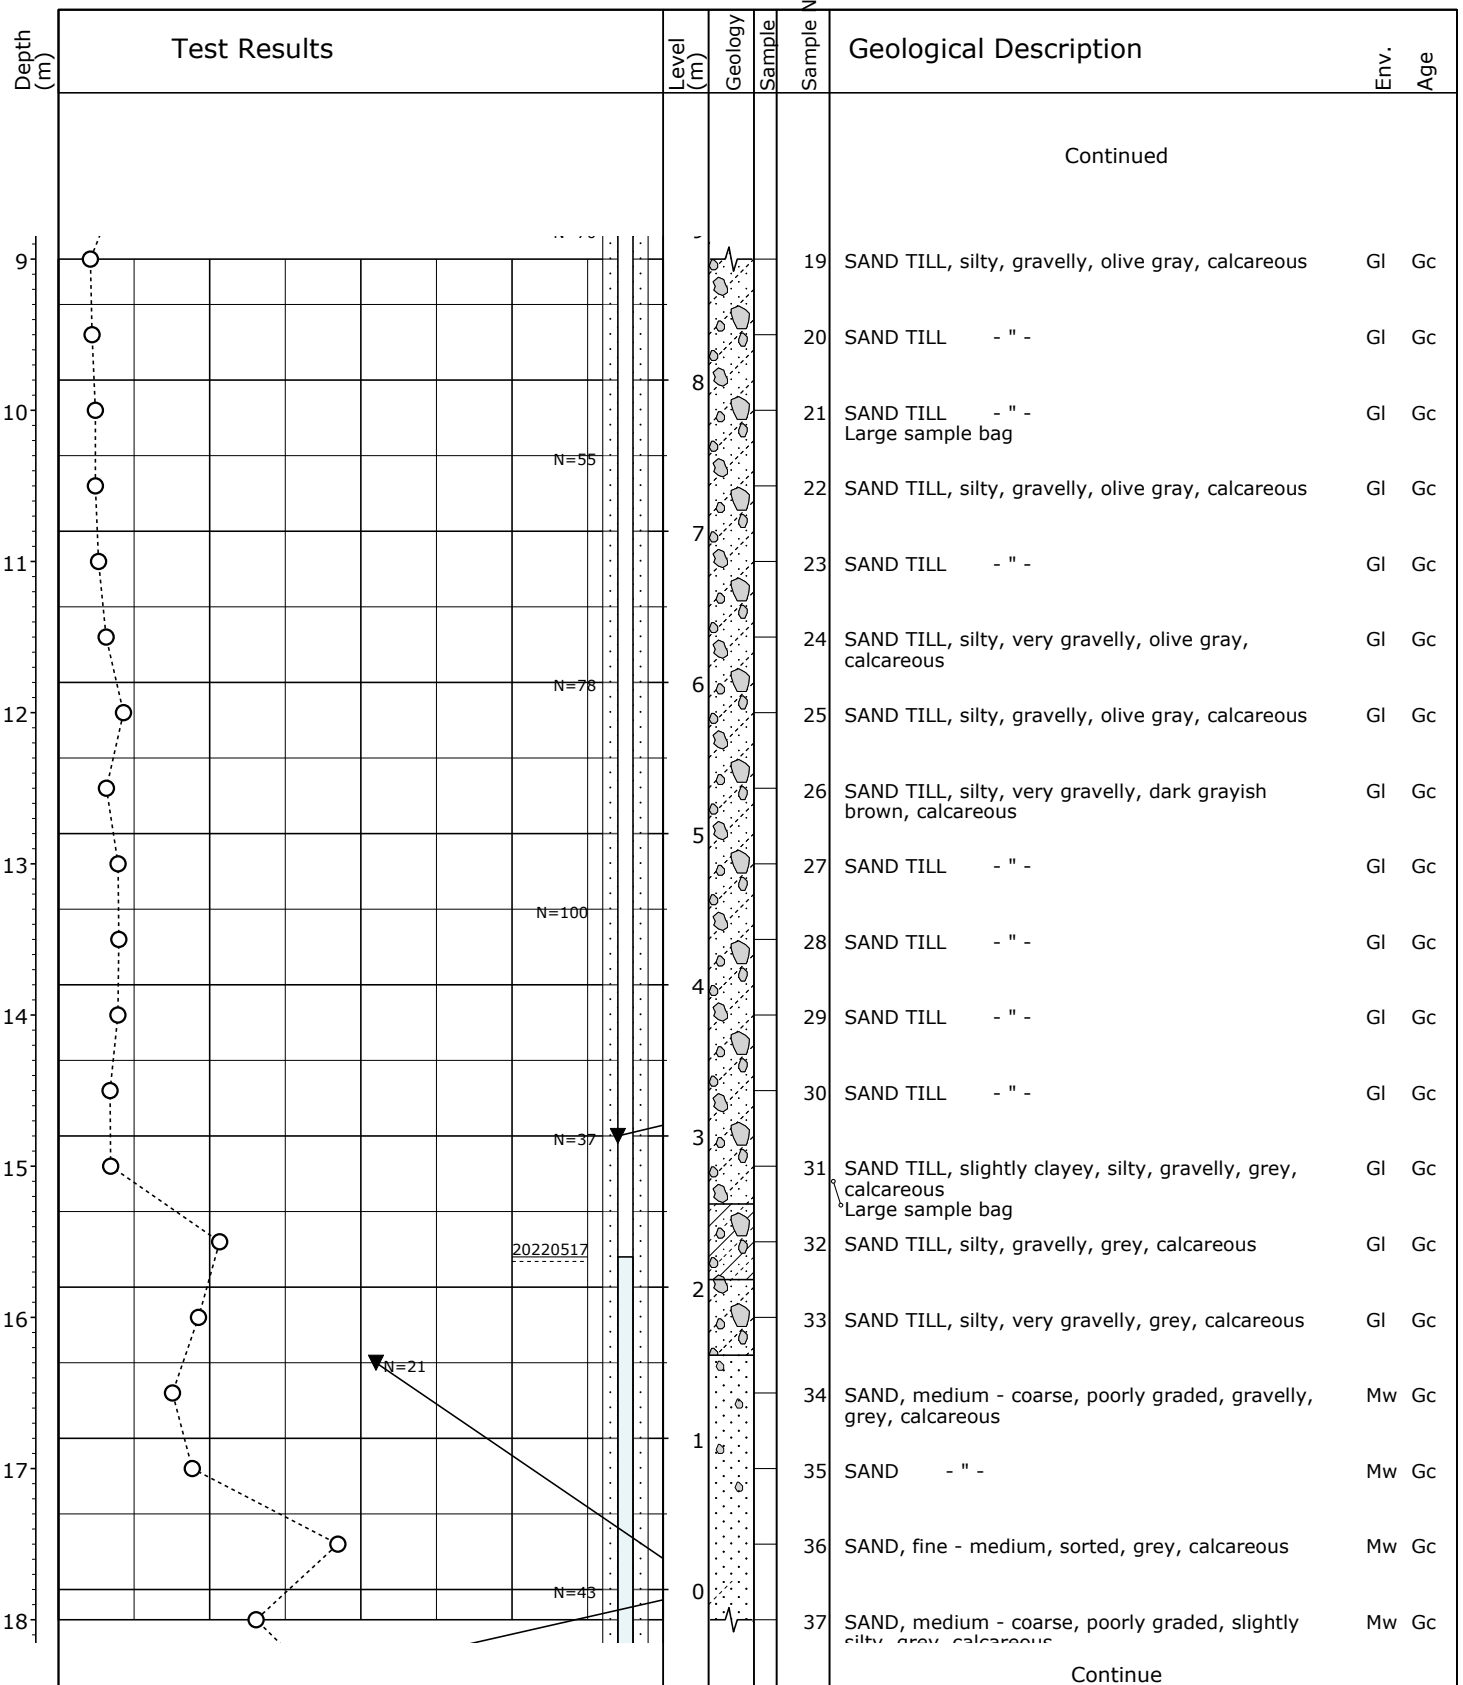 Depth (m)
Test Results
Level (m)
Geology
Sample
Sample
Geological Description
Env.
Age
Continued
9
19 SAND TILL, silty, gravelly, olive gray, calcareous Gl Gc
20 SAND TILL - " - Gl Gc
8
10
21 SAND TILL - " - Gl Gc
Large sample bag
N=55
22 SAND TILL, silty, gravelly, olive gray, calcareous Gl Gc
7
11
23 SAND TILL - " - Gl Gc
24 SAND TILL, silty, very gravelly, olive gray, Gl Gc
calcareous
N=78
6
12
25 SAND TILL, silty, gravelly, olive gray, calcareous Gl Gc
26 SAND TILL, silty, very gravelly, dark grayish Gl Gc
brown, calcareous
5
13
27 SAND TILL - " - Gl Gc
N=100
28 SAND TILL - " - Gl Gc
4
14
29 SAND TILL - " - Gl Gc
30 SAND TILL - " - Gl Gc
N=37
3
15
31 SAND TILL, slightly clayey, silty, gravelly, grey, Gl Gc
calcareous
Large sample bag
32 SAND TILL, silty, gravelly, grey, calcareous Gl Gc
20220517
2
16
33 SAND TILL, silty, very gravelly, grey, calcareous Gl Gc
N=21
34 SAND, medium - coarse, poorly graded, gravelly, Mw Gc
grey, calcareous
1
17
35 SAND - " - Mw Gc
36 SAND, fine - medium, sorted, grey, calcareous Mw Gc
N=43
0
18
37 SAND, medium - coarse, poorly graded, slightly Mw Gc
silty, grey, calcareous
Continue